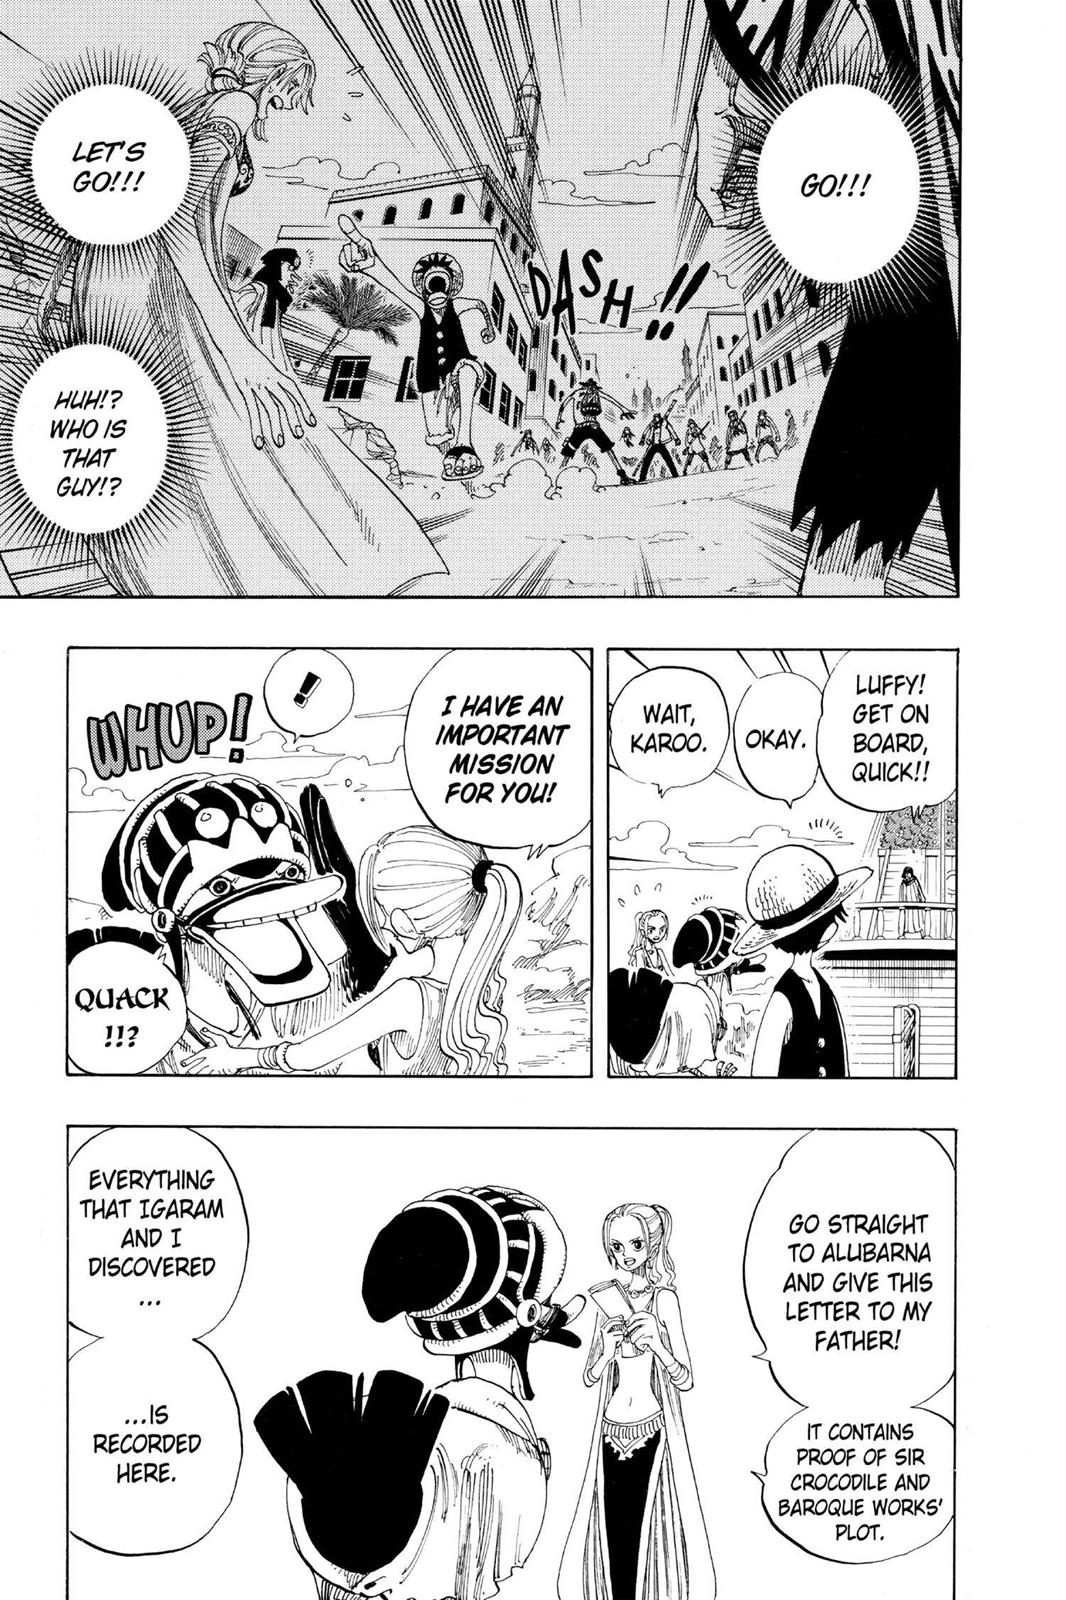 GO!!!
LET'S
GO!!!
DASH!!
HUH!?
WHO IS
THAT
GUY!?
LUFFY!
GET ON
BOARD,
QUICK!!
OKAY.
WAIT,
KAROO.
I HAVE AN
IMPORTANT
MISSION
FOR YOU!
!
WHUP!
QUACK
!!?
GO STRAIGHT
TO ALUBARNA
AND GIVE THIS
LETTER TO MY
FATHER!
IT CONTAINS
PROOF OF SIR
CROCODILE AND
BAROQUE WORKS'
PLOT.
EVERYTHING
THAT IGARAM
AND I
DISCOVERED
...
...IS
RECORDED
HERE.